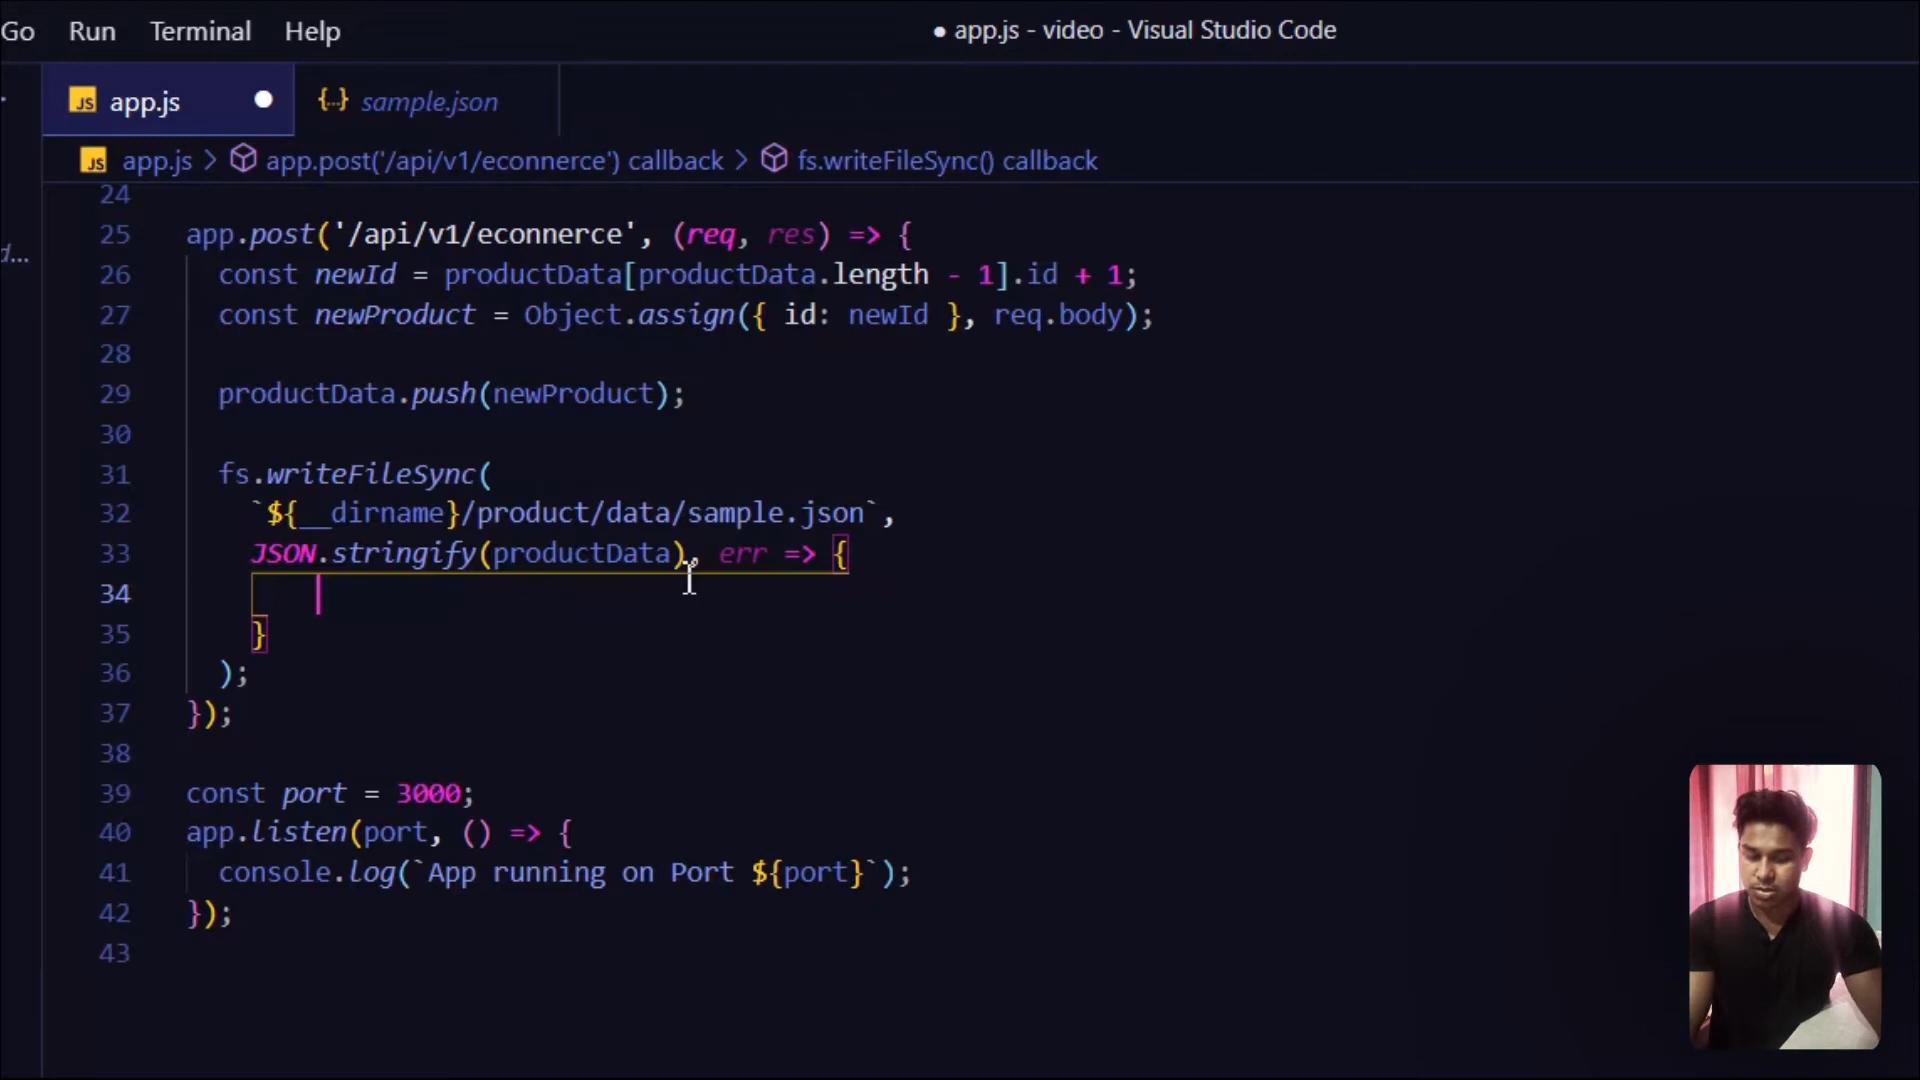 Go Run Terminal Help ● app.js - video - Visual Studio Code
JS app.js {..} sample.json
JS app.js > app.post('/api/v1/econnerce') callback > fs.writeFileSync() callback
d...
24
25 app.post('/api/v1/econnerce', (req, res) => {
26 const newId = productData[productData.length - 1].id + 1;
27 const newProduct = Object.assign({ id: newId }, req.body);
28
29 productData.push(newProduct);
30
31 fs.writeFileSync(
32 `${__dirname}/product/data/sample.json`,
33 JSON.stringify(productData), err => {
34
35 }
36 );
37 });
38
39 const port = 3000;
40 app.listen(port, () => {
41 console.log(`App running on Port ${port}`);
42 });
43